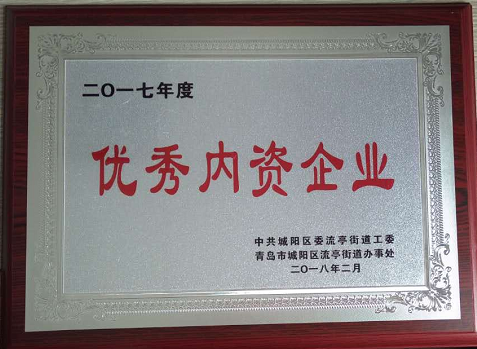 二〇一七年度
优秀内资企业
中共城阳区委流亭街道工委
青岛市城阳区流亭街道办事处
二〇一八年二月